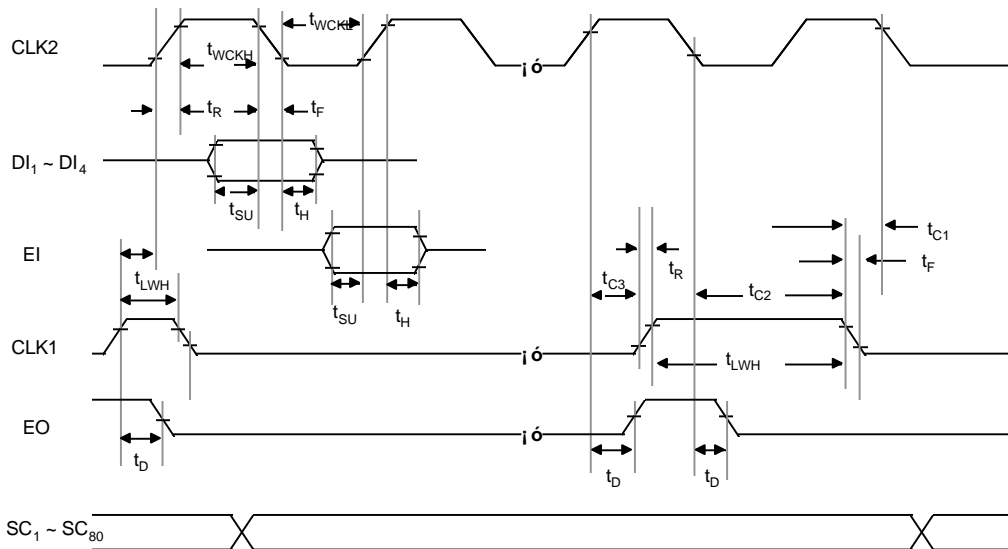 CLK2
tWCKH
tWCKL
¡ ó
tR
tF
DI1 ~ DI4
tSU
tH
EI
tLWH
tSU
tH
tC3
tR
tC2
tC1
tF
CLK1
¡ ó
tLWH
EO
¡ ó
tD
tD
tD
SC1 ~ SC80